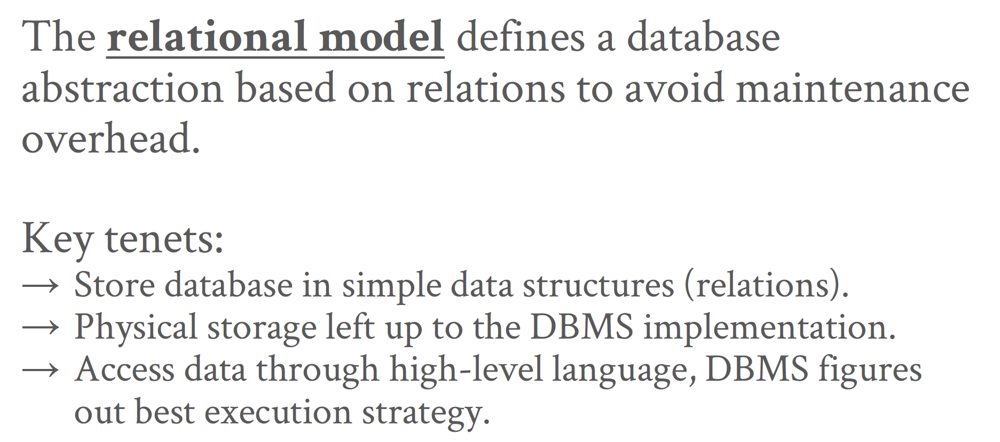 The relational model defines a database
abstraction based on relations to avoid maintenance
overhead.
Key tenets:
→ Store database in simple data structures (relations).
→ Physical storage left up to the DBMS implementation.
→ Access data through high-level language, DBMS figures
out best execution strategy.